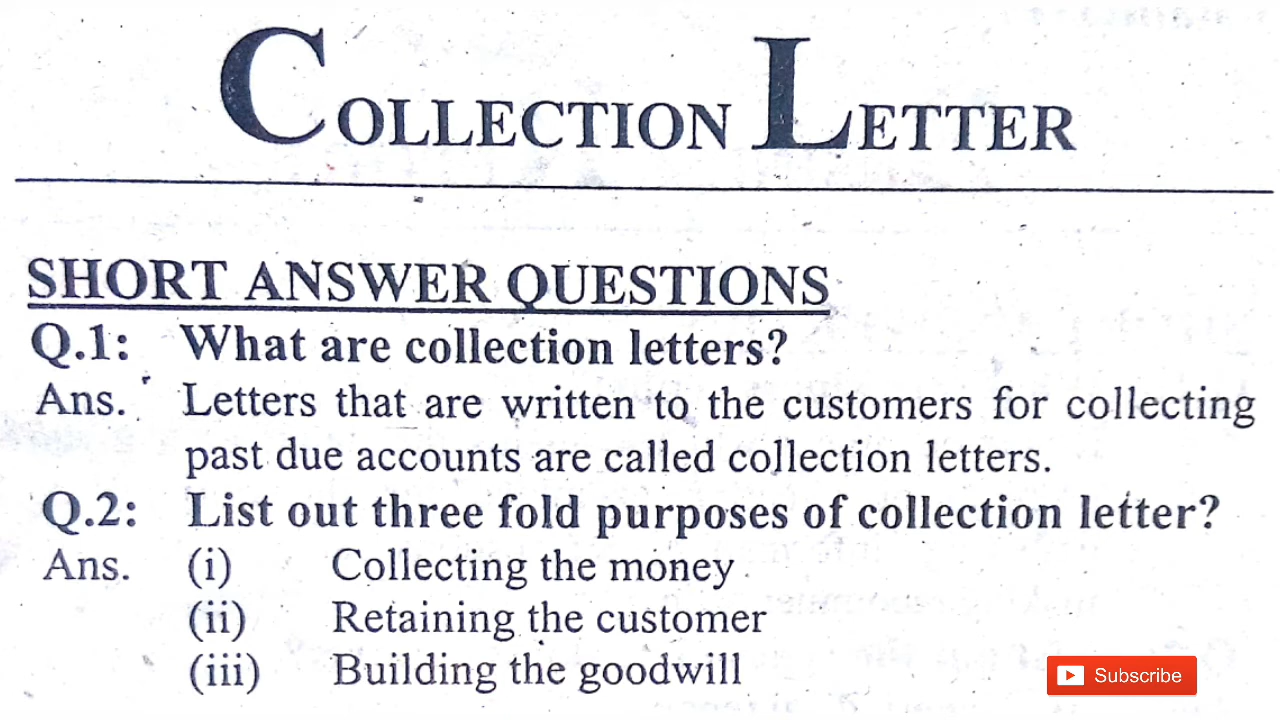 COLLECTION LETTER
SHORT ANSWER QUESTIONS
Q.1: What are collection letters?
Ans. Letters that are written to the customers for collecting
past due accounts are called collection letters.
Q.2: List out three fold purposes of collection letter?
Ans. (i) Collecting the money
(ii) Retaining the customer
(iii) Building the goodwill
Subscribe